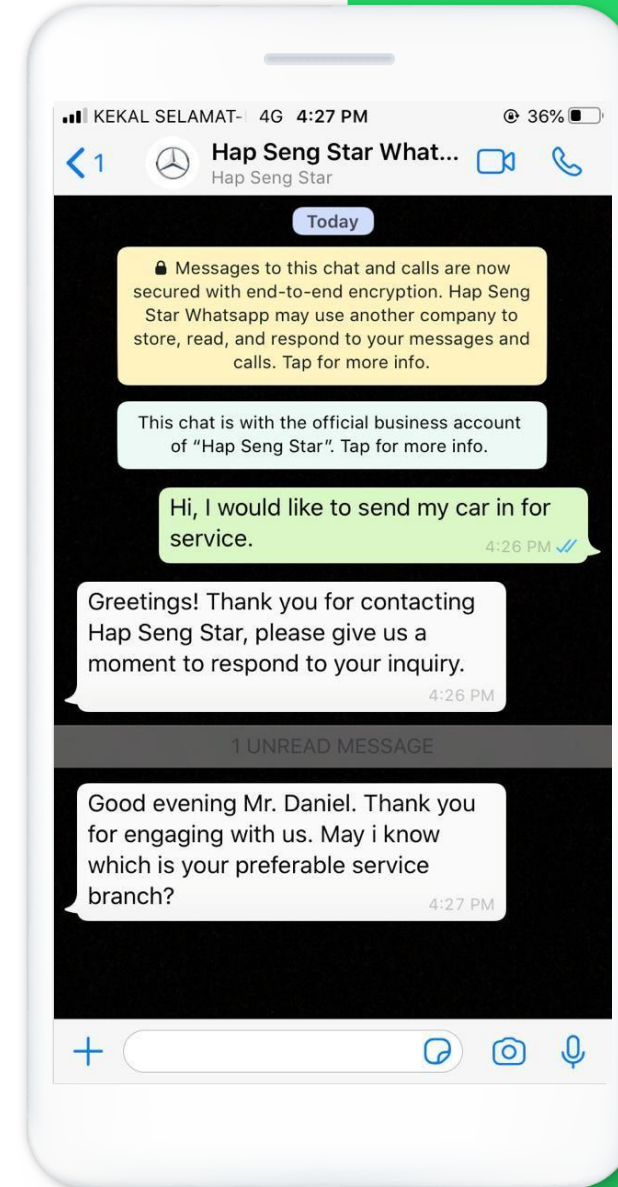 KEKAL SELAMAT- 4G 4:27 PM 36%
1 Hap Seng Star What...
Hap Seng Star
Today
Messages to this chat and calls are now
secured with end-to-end encryption. Hap Seng
Star Whatsapp may use another company to
store, read, and respond to your messages and
calls. Tap for more info.
This chat is with the official business account
of “Hap Seng Star”. Tap for more info.
Hi, I would like to send my car in for
service.
4:26 PM
Greetings! Thank you for contacting
Hap Seng Star, please give us a
moment to respond to your inquiry.
4:26 PM
1 UNREAD MESSAGE
Good evening Mr. Daniel. Thank you
for engaging with us. May i know
which is your preferable service
branch?
4:27 PM